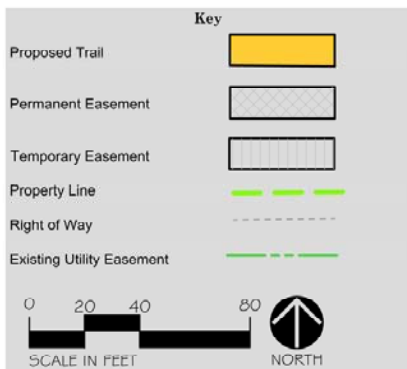 Key
Proposed Trail
Permanent Easement
Temporary Easement
Property Line
Right of Way
Existing Utility Easement
0 20 40 80
SCALE IN FEET NORTH